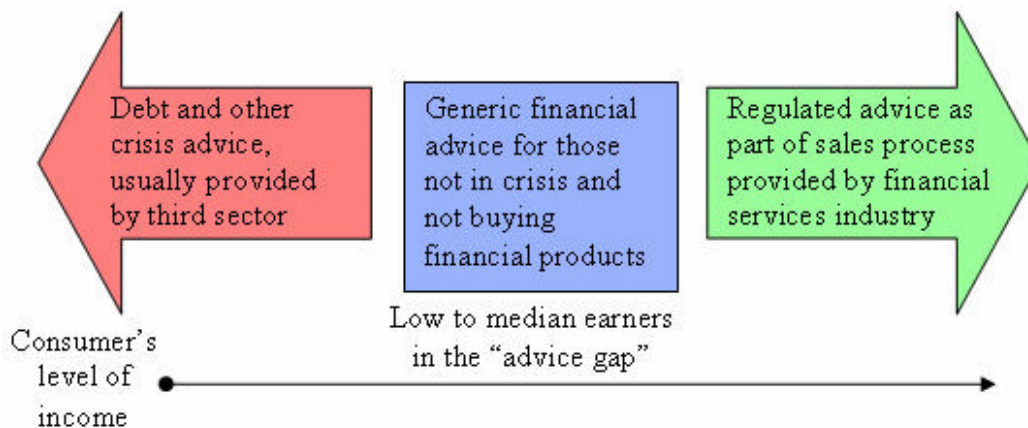 Debt and other
crisis advice,
usually provided
by third sector
Generic financial
advice for those
not in crisis and
not buying
financial products
Regulated advice as
part of sales process
provided by financial
services industry
Low to median earners
in the “advice gap”
Consumer’s
level of
income